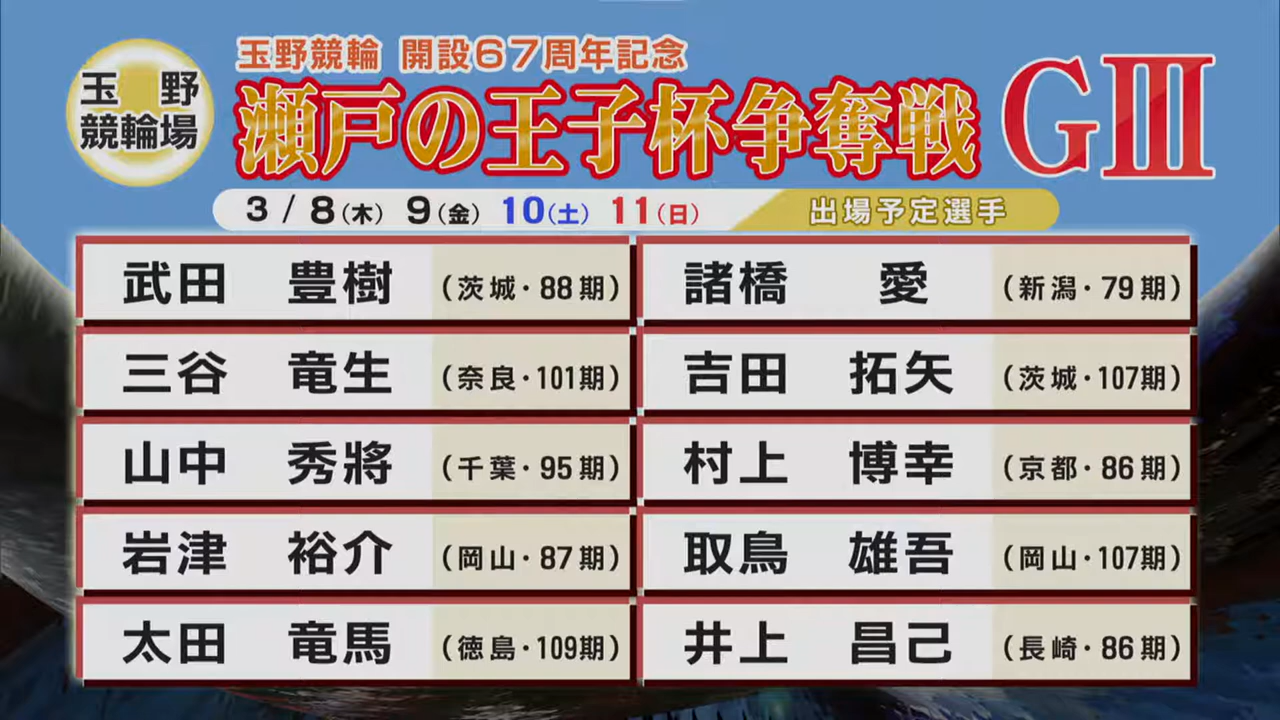 玉野競輪 開設67周年記念
玉野
競輪場
瀬戸の王子杯争奪戦 GIII
3/8(木) 9(金) 10(土) 11(日) 出場予定選手
武田 豊樹 (茨城・88期) 諸橋 愛 (新潟・79期)
三谷 竜生 (奈良・101期) 吉田 拓矢 (茨城・107期)
山中 秀將 (千葉・95期) 村上 博幸 (京都・86期)
岩津 裕介 (岡山・87期) 取鳥 雄吾 (岡山・107期)
太田 竜馬 (徳島・109期) 井上 昌己 (長崎・86期)